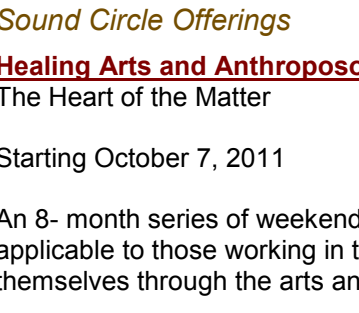 Sound Circle Offerings
Healing Arts and
The Heart of the Matter
Starting October 7, 2011
An 8- month series of weekend
applicable to those working in
themselves through the arts